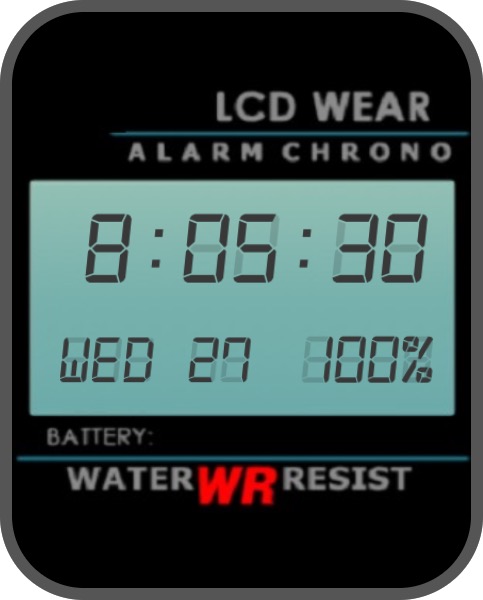 LCD WEAR
ALARM CHRONO
8:05:30
WED 27 100%
BATTERY:
WATER WR RESIST